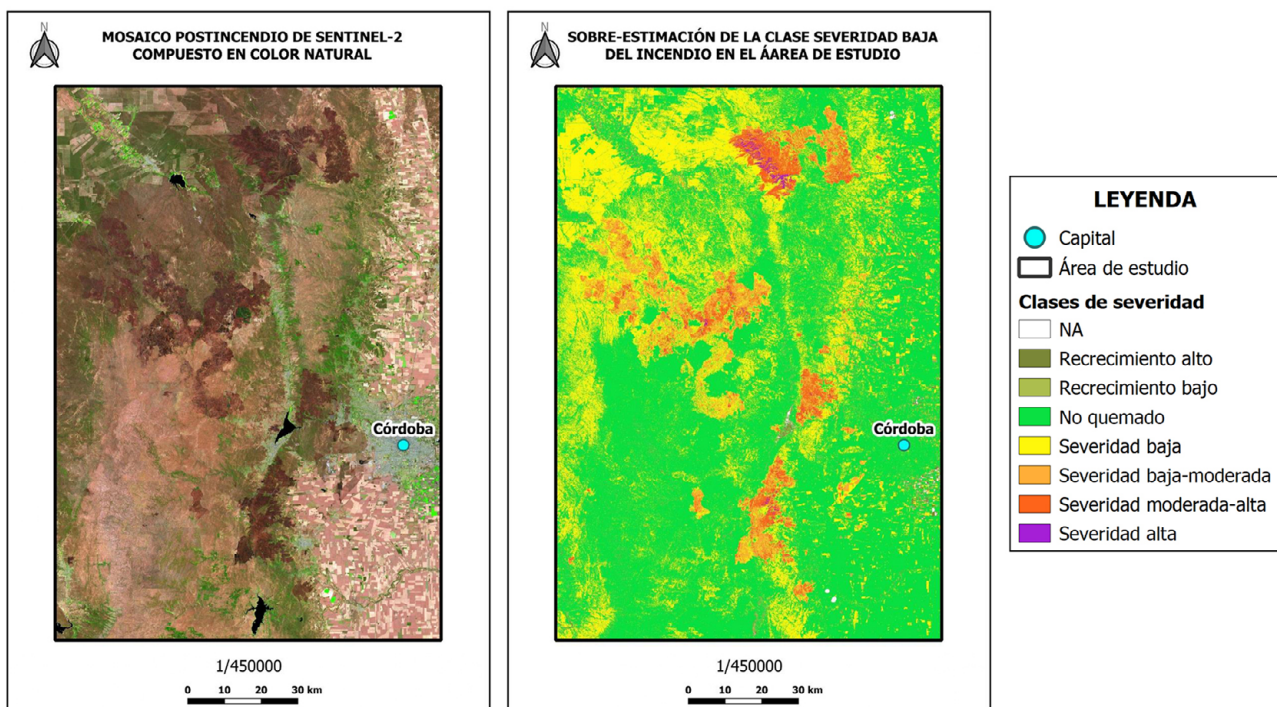 N
MOSAICO POSTINCENDIO DE SENTINEL-2
COMPUESTO EN COLOR NATURAL
Córdoba
1/450000
0 10 20 30 km
N
SOBRE-ESTIMACIÓN DE LA CLASE SEVERIDAD BAJA
DEL INCENDIO EN EL ÁAREA DE ESTUDIO
Córdoba
1/450000
0 10 20 30 km
LEYENDA
Capital
Área de estudio
Clases de severidad
NA
Recrecimiento alto
Recrecimiento bajo
No quemado
Severidad baja
Severidad baja-moderada
Severidad moderada-alta
Severidad alta